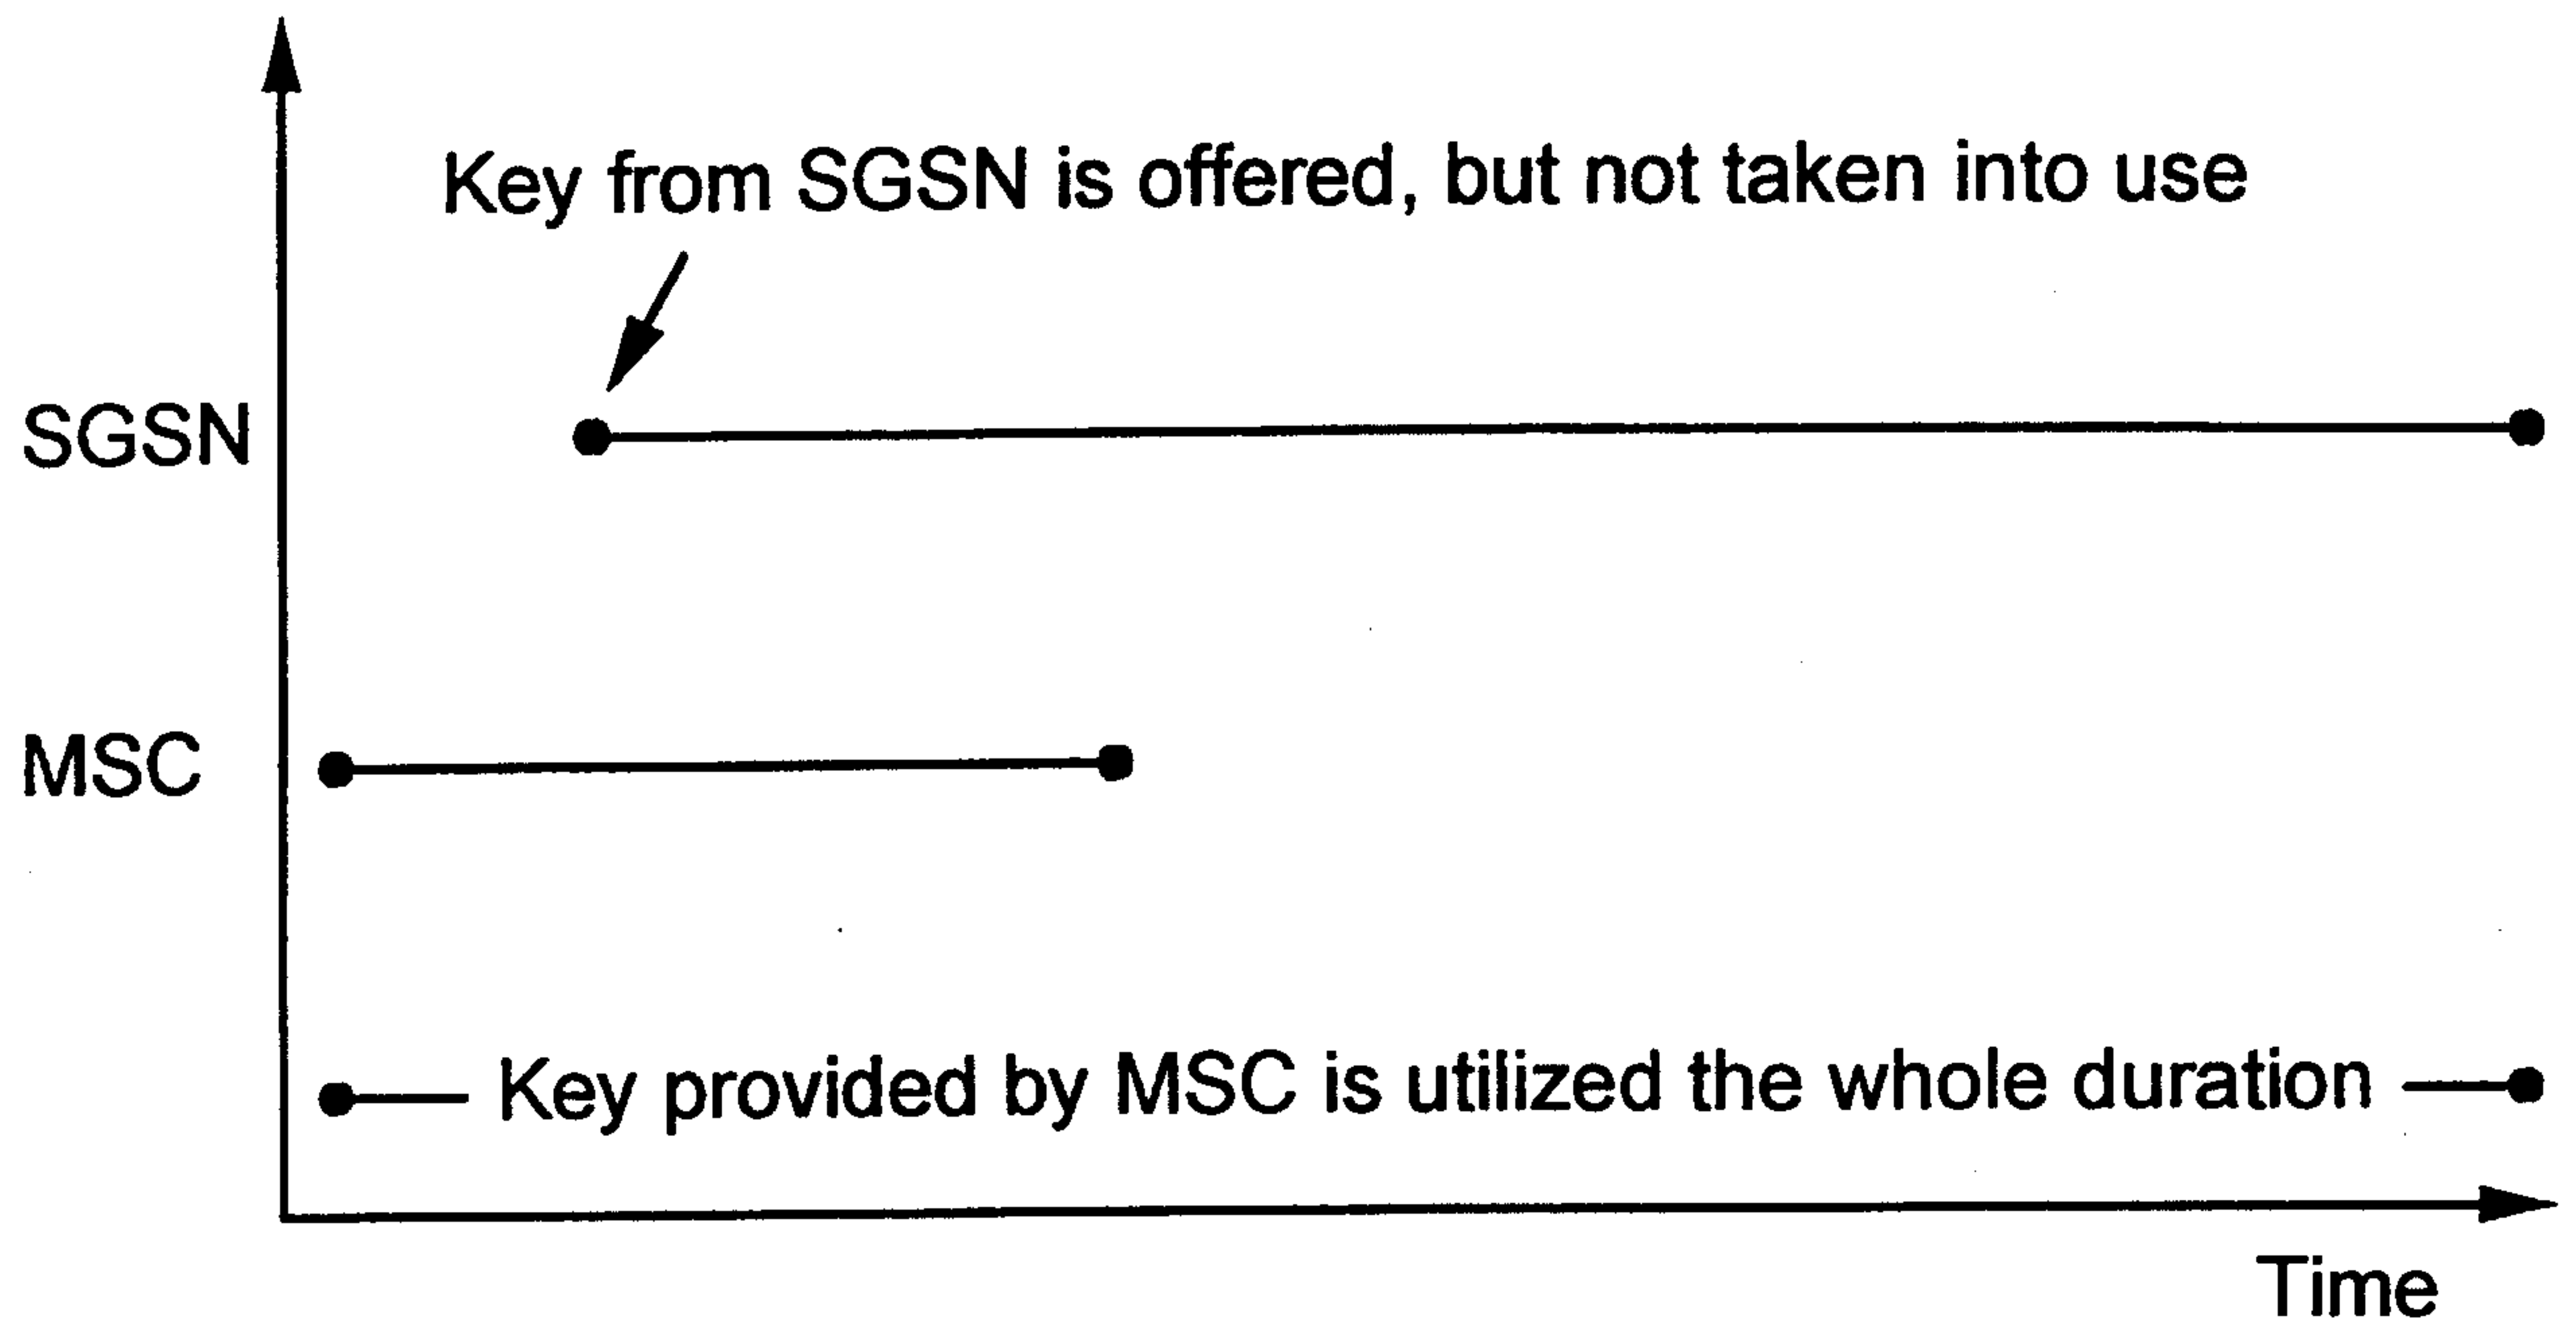 Key from SGSN is offered, but not taken into use
SGSN
MSC
Key provided by MSC is utilized the whole duration
Time